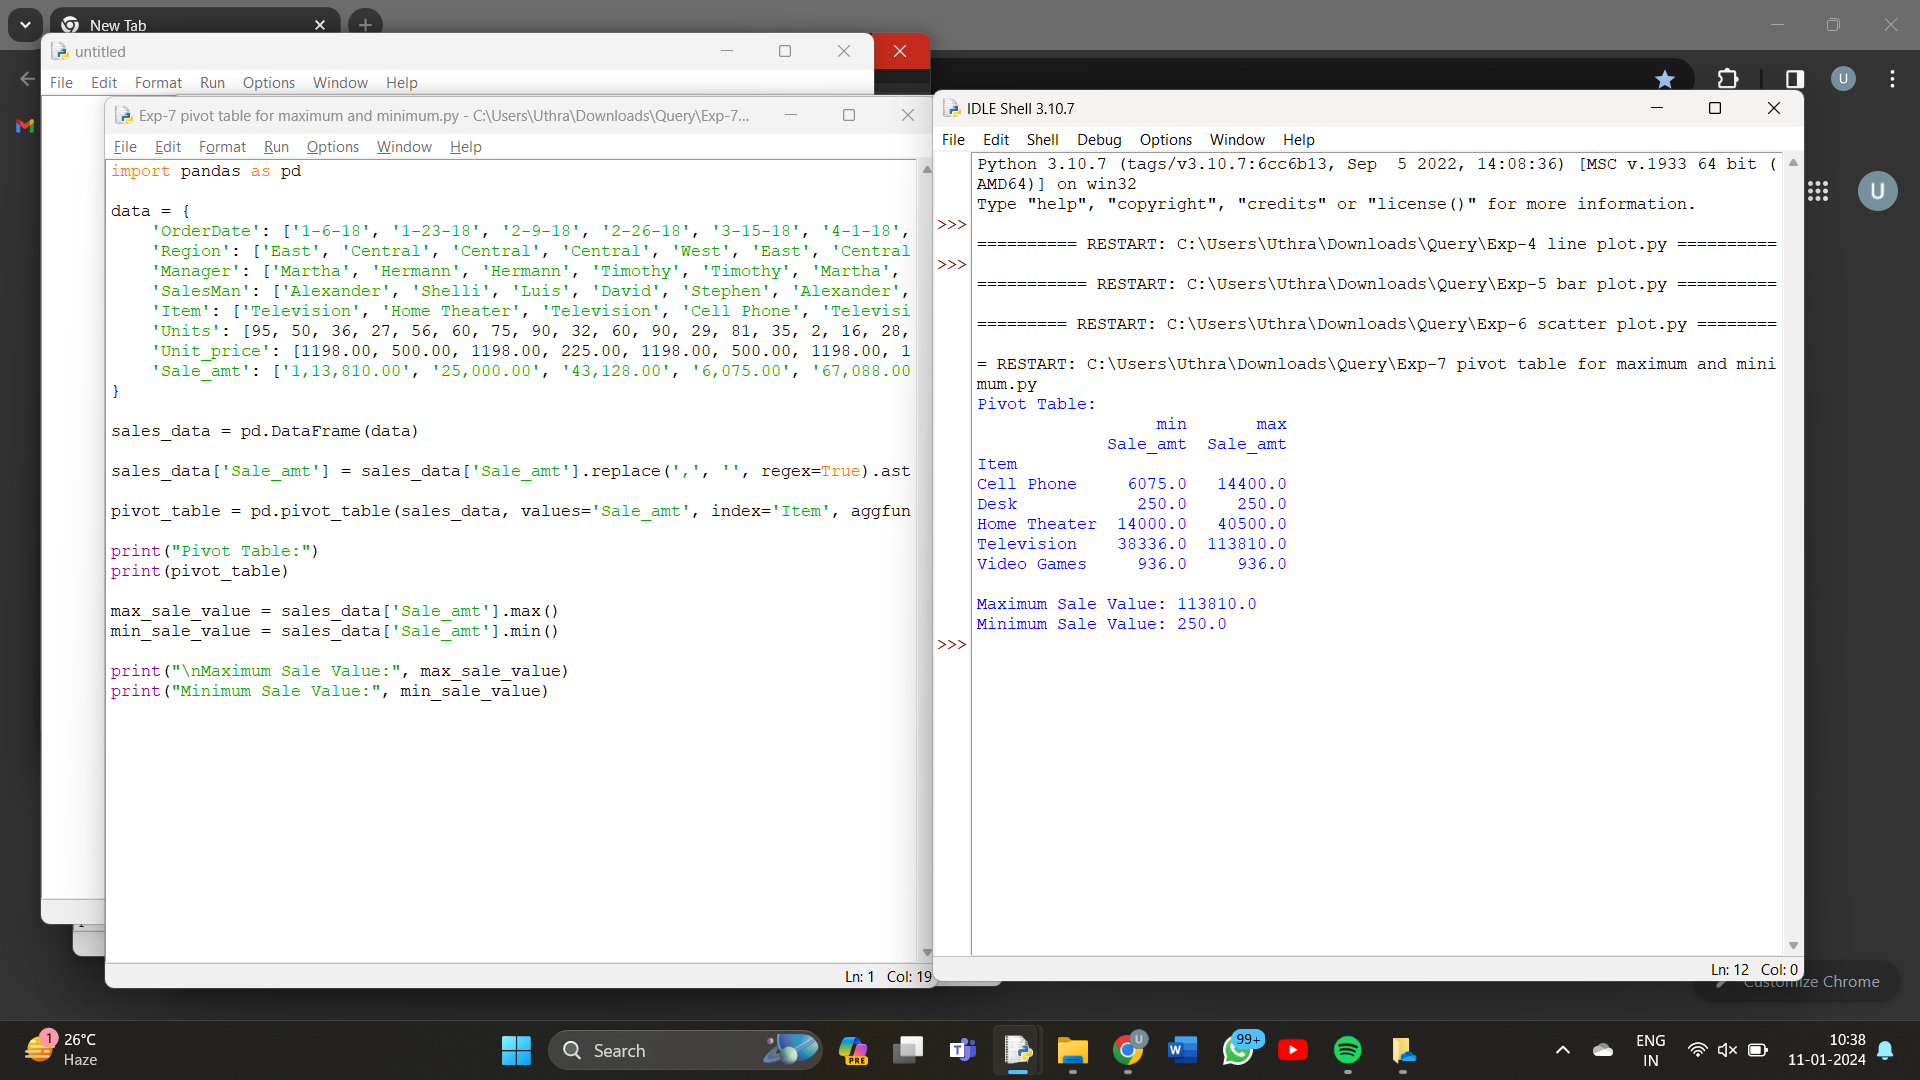 New Tab
untitled
File Edit Format Run Options Window Help
Exp-7 pivot table for maximum and minimum.py - C:\Users\Uthra\Downloads\Query\Exp-7...
File Edit Format Run Options Window Help
import pandas as pd
data = {
    'OrderDate': ['1-6-18', '1-23-18', '2-9-18', '2-26-18', '3-15-18', '4-1-18',
    'Region': ['East', 'Central', 'Central', 'Central', 'West', 'East', 'Central
    'Manager': ['Martha', 'Hermann', 'Hermann', 'Timothy', 'Timothy', 'Martha',
    'SalesMan': ['Alexander', 'Shelli', 'Luis', 'David', 'Stephen', 'Alexander',
    'Item': ['Television', 'Home Theater', 'Television', 'Cell Phone', 'Televisi
    'Units': [95, 50, 36, 27, 56, 60, 75, 90, 32, 60, 90, 29, 81, 35, 2, 16, 28,
    'Unit_price': [1198.00, 500.00, 1198.00, 225.00, 1198.00, 500.00, 1198.00, 1
    'Sale_amt': ['1,13,810.00', '25,000.00', '43,128.00', '6,075.00', '67,088.00
}
sales_data = pd.DataFrame(data)
sales_data['Sale_amt'] = sales_data['Sale_amt'].replace(',', '', regex=True).ast
pivot_table = pd.pivot_table(sales_data, values='Sale_amt', index='Item', aggfun
print("Pivot Table:")
print(pivot_table)
max_sale_value = sales_data['Sale_amt'].max()
min_sale_value = sales_data['Sale_amt'].min()
print("\nMaximum Sale Value:", max_sale_value)
print("Minimum Sale Value:", min_sale_value)
Ln: 1 Col: 19
IDLE Shell 3.10.7
File Edit Shell Debug Options Window Help
Python 3.10.7 (tags/v3.10.7:6cc6b13, Sep  5 2022, 14:08:36) [MSC v.1933 64 bit (
AMD64)] on win32
Type "help", "copyright", "credits" or "license()" for more information.
>>>
========== RESTART: C:\Users\Uthra\Downloads\Query\Exp-4 line plot.py ==========
>>>
=========== RESTART: C:\Users\Uthra\Downloads\Query\Exp-5 bar plot.py ==========
========= RESTART: C:\Users\Uthra\Downloads\Query\Exp-6 scatter plot.py ========
= RESTART: C:\Users\Uthra\Downloads\Query\Exp-7 pivot table for maximum and mini
mum.py
Pivot Table:
min max
Sale_amt Sale_amt
Item
Cell Phone 6075.0 14400.0
Desk 250.0 250.0
Home Theater 14000.0 40500.0
Television 38336.0 113810.0
Video Games 936.0 936.0
Maximum Sale Value: 113810.0
Minimum Sale Value: 250.0
>>>
Ln: 12 Col: 0
U
U
Customize Chrome
1
26°C
Haze
Search
PRE
U
99+
ENG
IN
10:38
11-01-2024